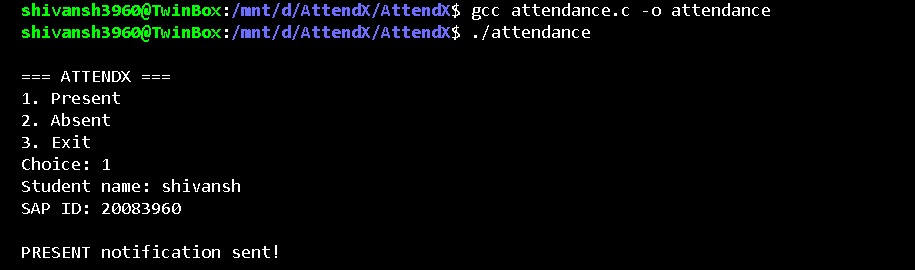 shivansh3960@TwinBox:/mnt/d/AttendX/AttendX$ gcc attendance.c -o attendance
shivansh3960@TwinBox:/mnt/d/AttendX/AttendX$ ./attendance
=== ATTENDX ===
1. Present
2. Absent
3. Exit
Choice: 1
Student name: shivansh
SAP ID: 20083960
PRESENT notification sent!